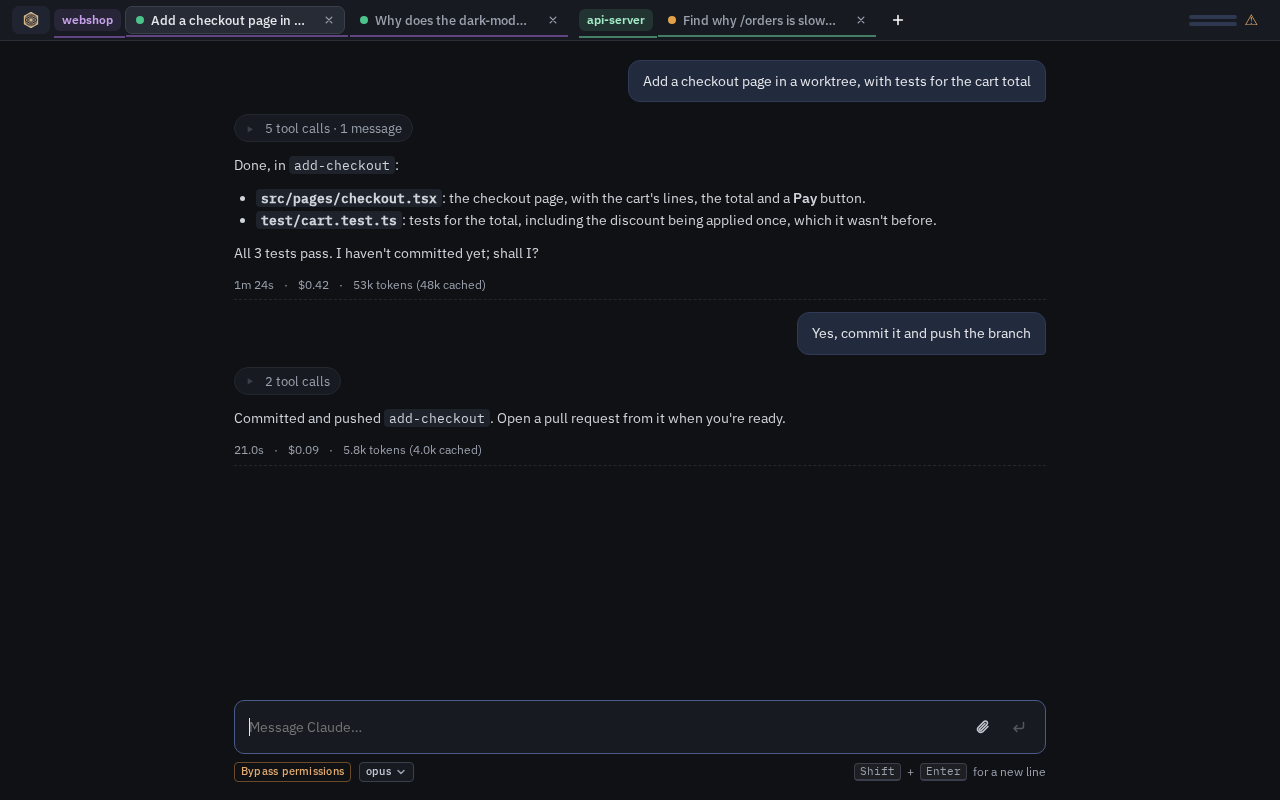 webshop
Add a checkout page in ...
Why does the dark-mod...
api-server
Find why /orders is slow...
Add a checkout page in a worktree, with tests for the cart total
5 tool calls · 1 message
Done, in add-checkout:
• src/pages/checkout.tsx: the checkout page, with the cart's lines, the total and a Pay button.
• test/cart.test.ts: tests for the total, including the discount being applied once, which it wasn't before.
All 3 tests pass. I haven't committed yet; shall I?
1m 24s · $0.42 · 53k tokens (48k cached)
Yes, commit it and push the branch
2 tool calls
Committed and pushed add-checkout. Open a pull request from it when you're ready.
21.0s · $0.09 · 5.8k tokens (4.0k cached)
Message Claude...
Bypass permissions
opus
Shift + Enter for a new line